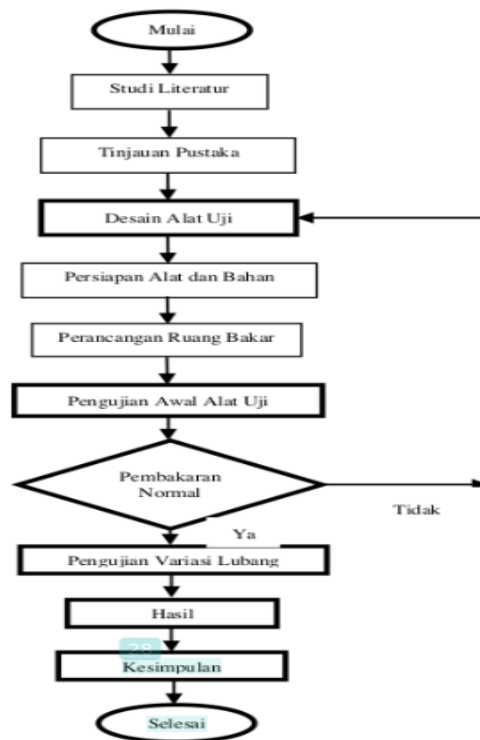 Mulai
Studi Literatur
Tinjauan Pustaka
Desain Alat Uji
Persiapan Alat dan Bahan
Perancangan Ruang Bakar
Pengujian Awal Alat Uji
Pembakaran
Normal
Tidak
Ya
Pengujian Variasi Lubang
Hasil
28
Kesimpulan
Selesai